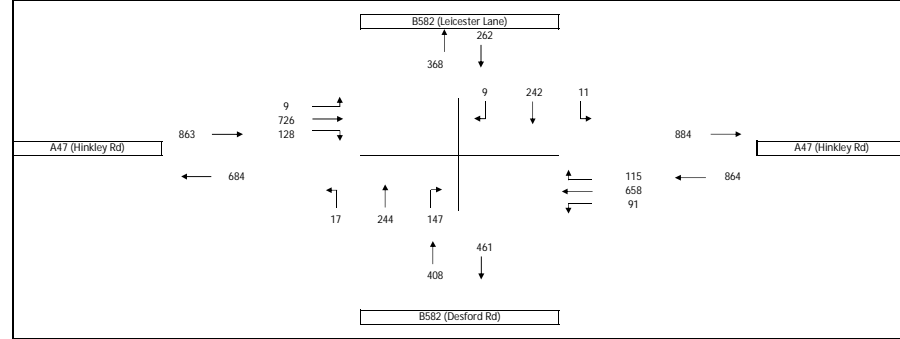 B582 (Leicester Lane)
262
368
9 242 11
9
726
128
863
884
A47 (Hinkley Rd)
A47 (Hinkley Rd)
684
115
658
91
864
17 244 147
461
408
B582 (Desford Rd)